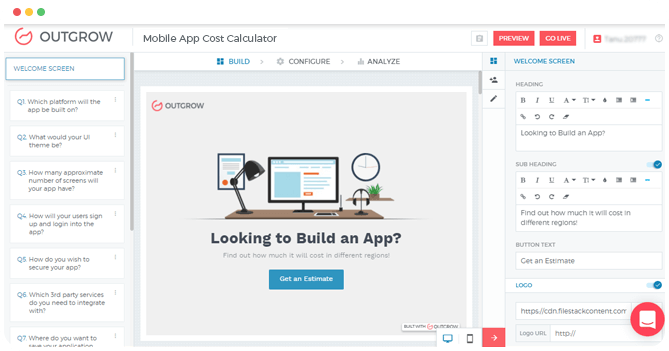 OUTGROW
Mobile App Cost Calculator
PREVIEW
GO LIVE
WELCOME SCREEN
Q1. Which platform will the
app be built on?
Q2. What would your UI
theme be?
Q3. How many approximate
number of screens will
your app have?
Q4. How will your users sign
up and login into the
app?
Q5. How do you wish to
secure your app?
Q6. Which 3rd party services
do you need to integrate
with?
Q7. Where do you want to
save your application
BUILD
CONFIGURE
ANALYZE
OUTGROW
Looking to Build an App?
Find out how much it will cost in different regions!
Get an Estimate
BUILT WITH OUTGROW
WELCOME SCREEN
HEADING
B I U A T
Looking to Build an App?
SUB HEADING
B I U A T
Find out how much it will cost in
different regions!
BUTTON TEXT
Get an Estimate
LOGO
https://cdn.filestackcontent.com
Logo URL
http://